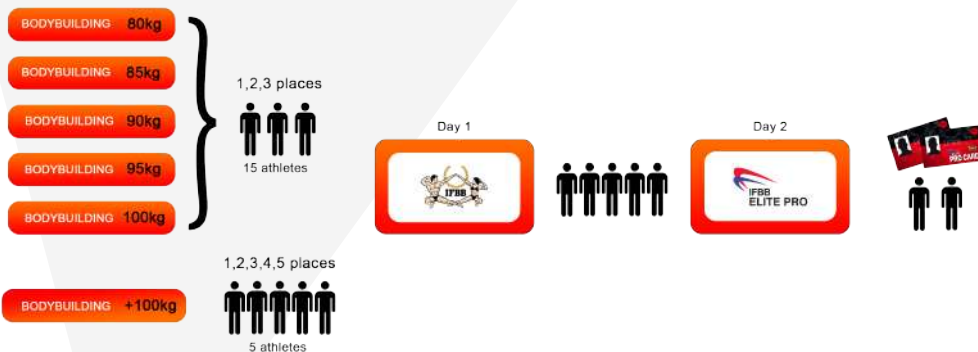 BODYBUILDING 80kg
BODYBUILDING 85kg
BODYBUILDING 90kg
BODYBUILDING 95kg
BODYBUILDING 100kg
1,2,3 places
15 athletes
BODYBUILDING +100kg
1,2,3,4,5 places
5 athletes
Day 1
IFBB
Day 2
IFBB
ELITE PRO
PRO CARD